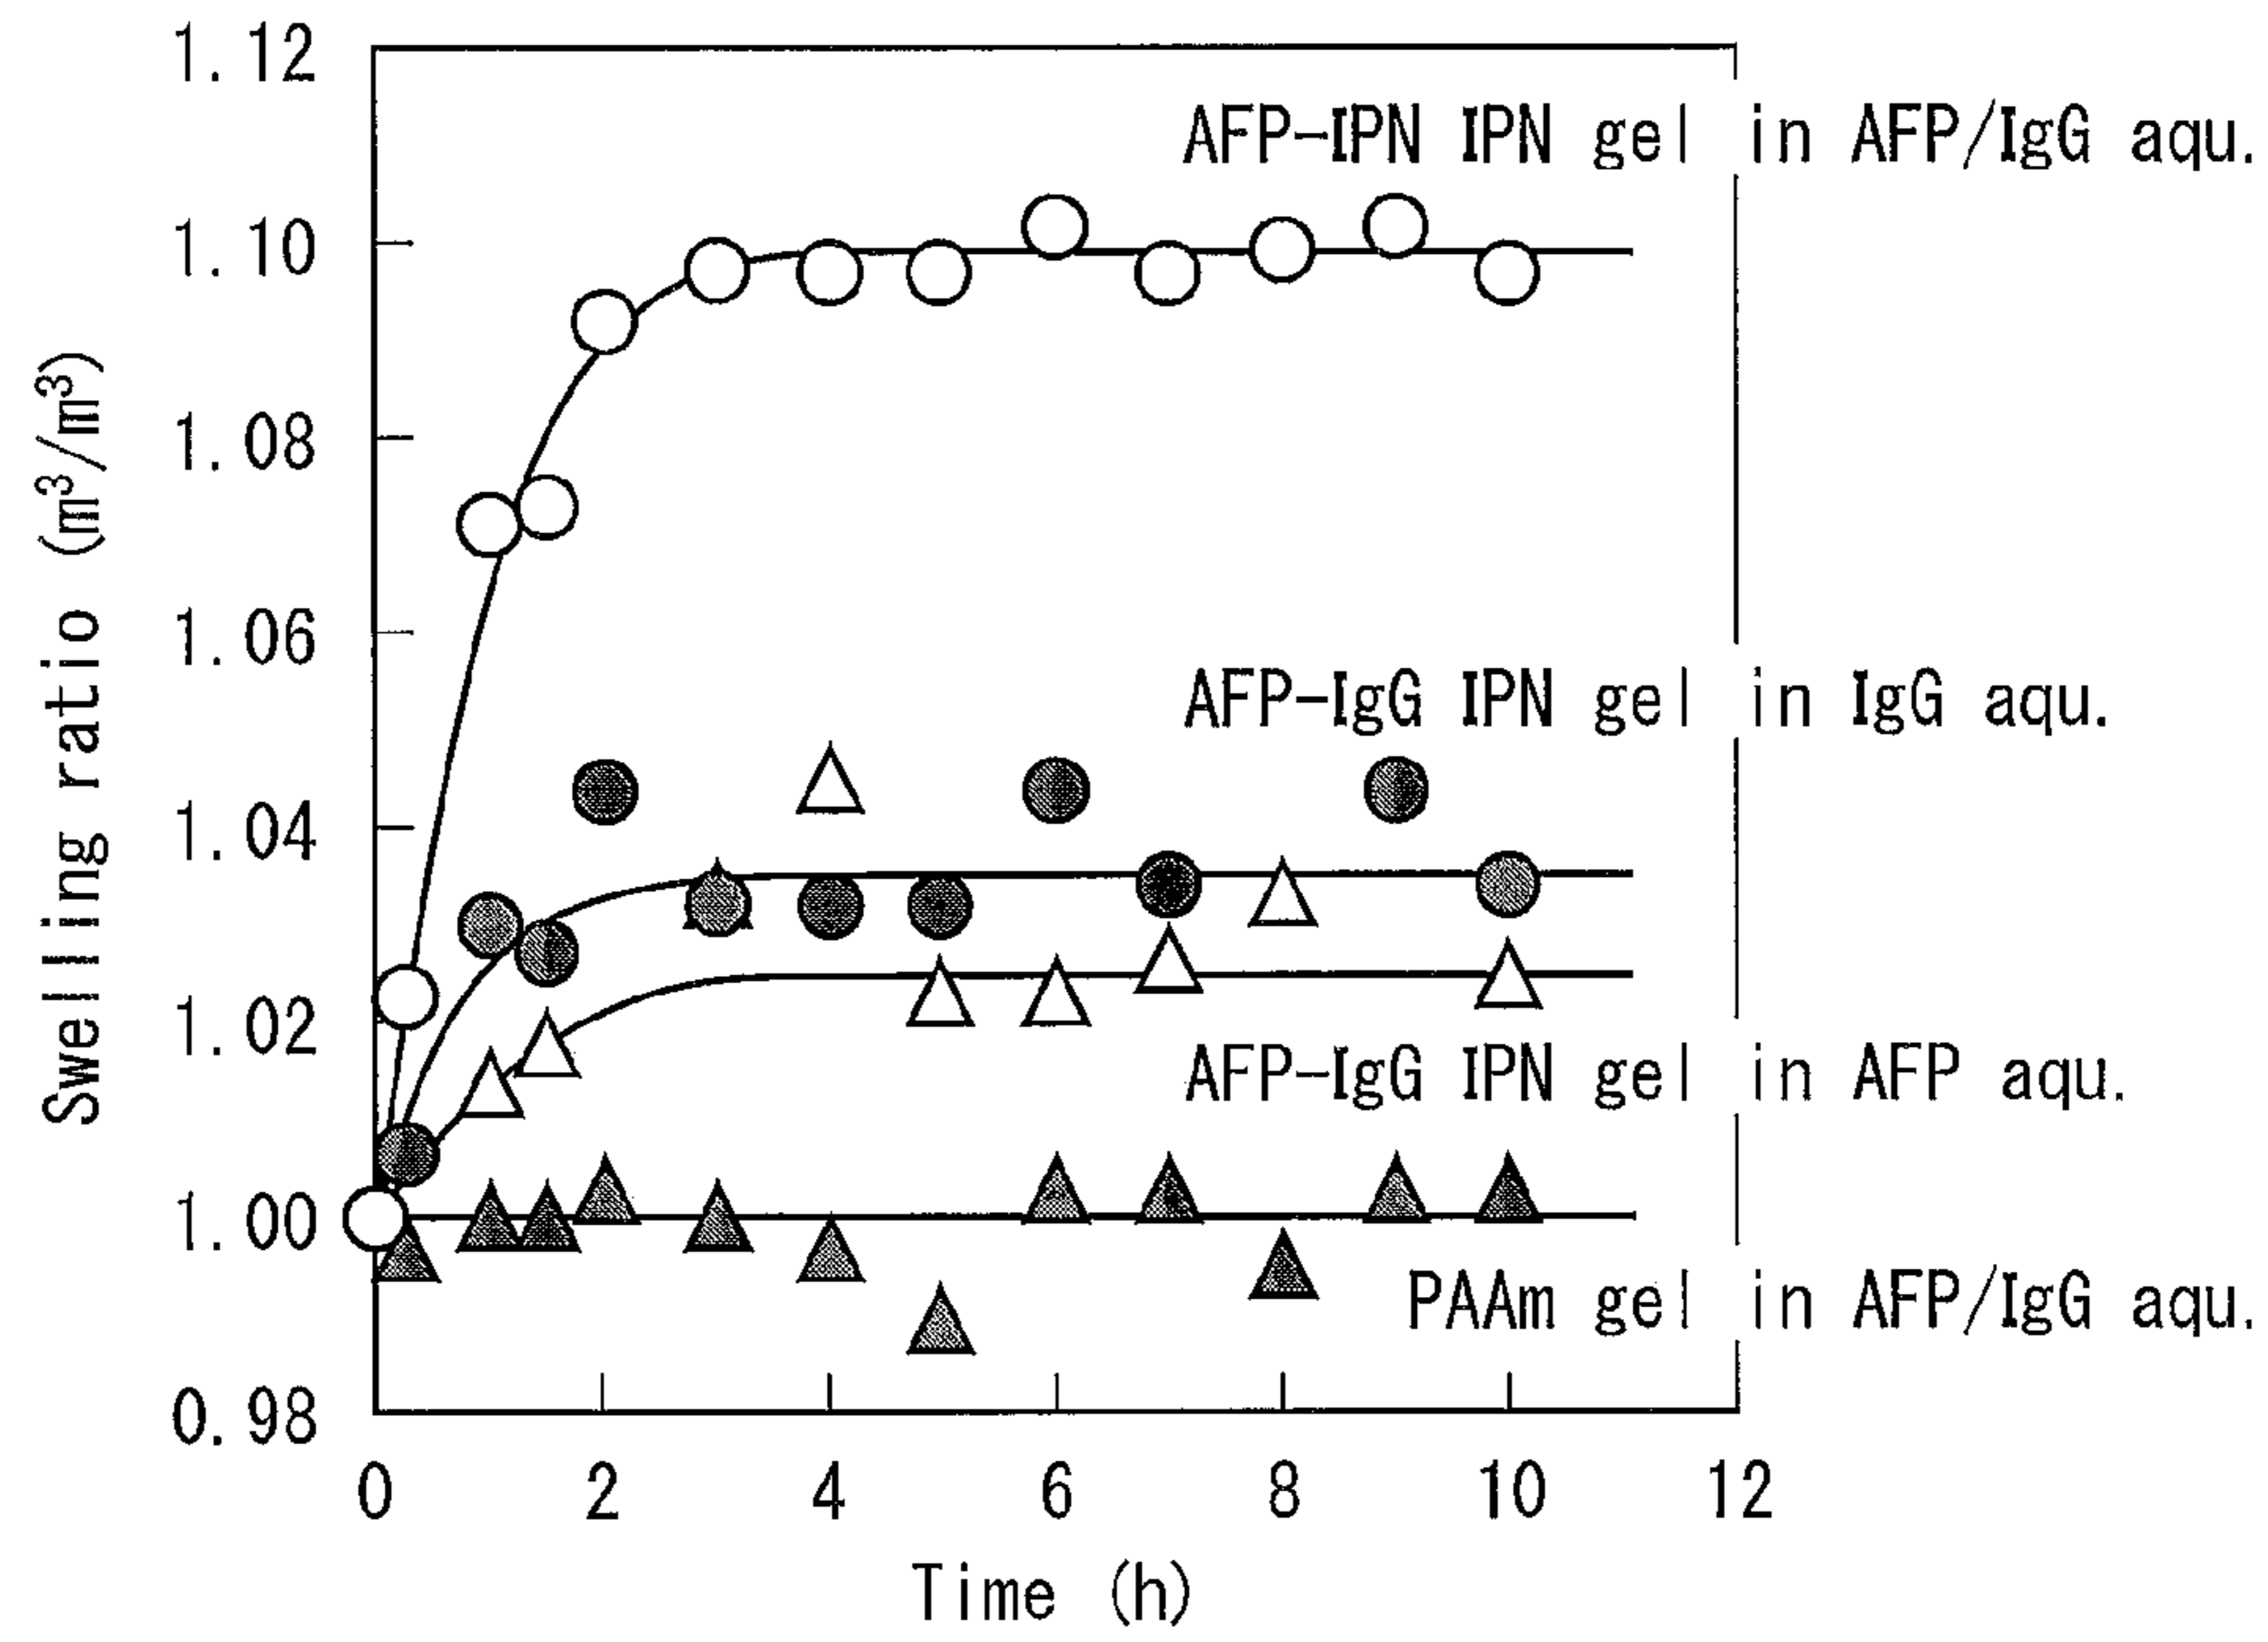 1.12
AFP-IPN IPN gel in AFP/IgG aqu.
1.10
1.08
1.06
AFP-IgG IPN gel in IgG aqu.
1.04
1.02
AFP-IgG IPN gel in AFP aqu.
1.00
PAAm gel in AFP/IgG aqu.
0.98
Swelling ratio (m³/m³)
0 2 4 6 8 10 12
Time (h)